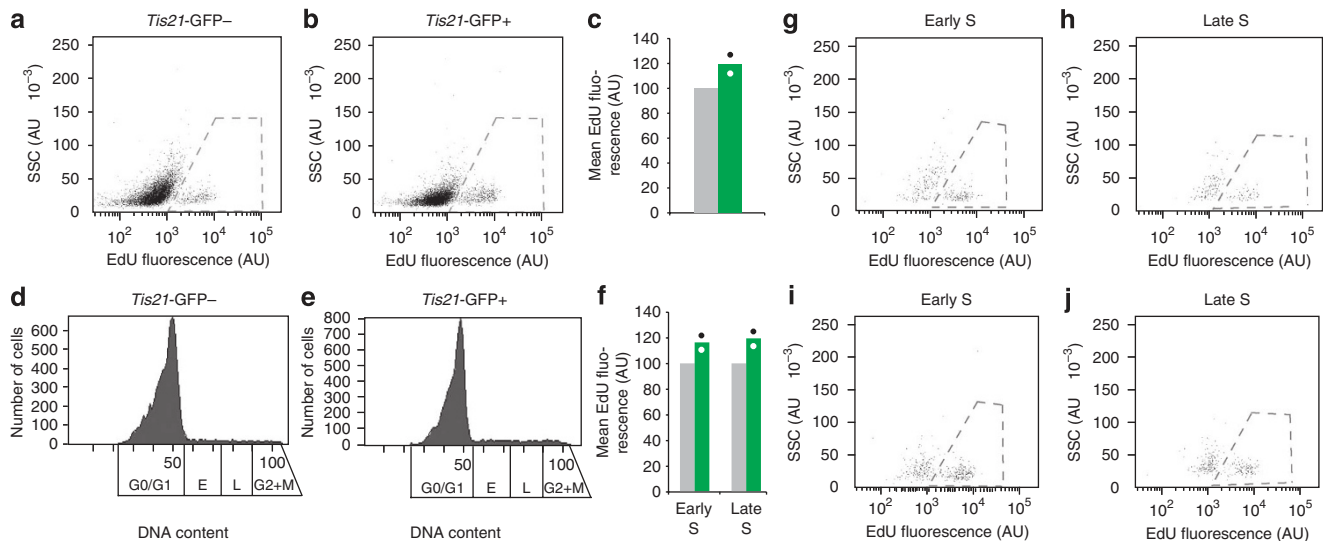 a
Tis21-GFP–
SSC (AU 10⁻³)
250
200
150
100
50
0
10² 10³ 10⁴ 10⁵
EdU fluorescence (AU)
b
Tis21-GFP+
SSC (AU 10⁻³)
250
200
150
100
50
0
10² 10³ 10⁴ 10⁵
EdU fluorescence (AU)
c
Mean EdU fluo-
rescence (AU)
140
120
100
80
60
40
20
0
g
Early S
SSC (AU 10⁻³)
250
200
150
100
50
0
10² 10³ 10⁴ 10⁵
EdU fluorescence (AU)
h
Late S
SSC (AU 10⁻³)
250
200
150
100
50
0
10² 10³ 10⁴ 10⁵
EdU fluorescence (AU)
d
Tis21-GFP–
Number of cells
600
500
400
300
200
100
0
50 100
G0/G1 E L G2+M
DNA content
e
Tis21-GFP+
Number of cells
800
700
600
500
400
300
200
100
0
50 100
G0/G1 E L G2+M
DNA content
f
Mean EdU fluo-
rescence (AU)
140
120
100
80
60
40
20
0
Early Late
S S
i
Early S
SSC (AU 10⁻³)
250
200
150
100
50
0
10² 10³ 10⁴ 10⁵
EdU fluorescence (AU)
j
Late S
SSC (AU 10⁻³)
250
200
150
100
50
0
10² 10³ 10⁴ 10⁵
EdU fluorescence (AU)